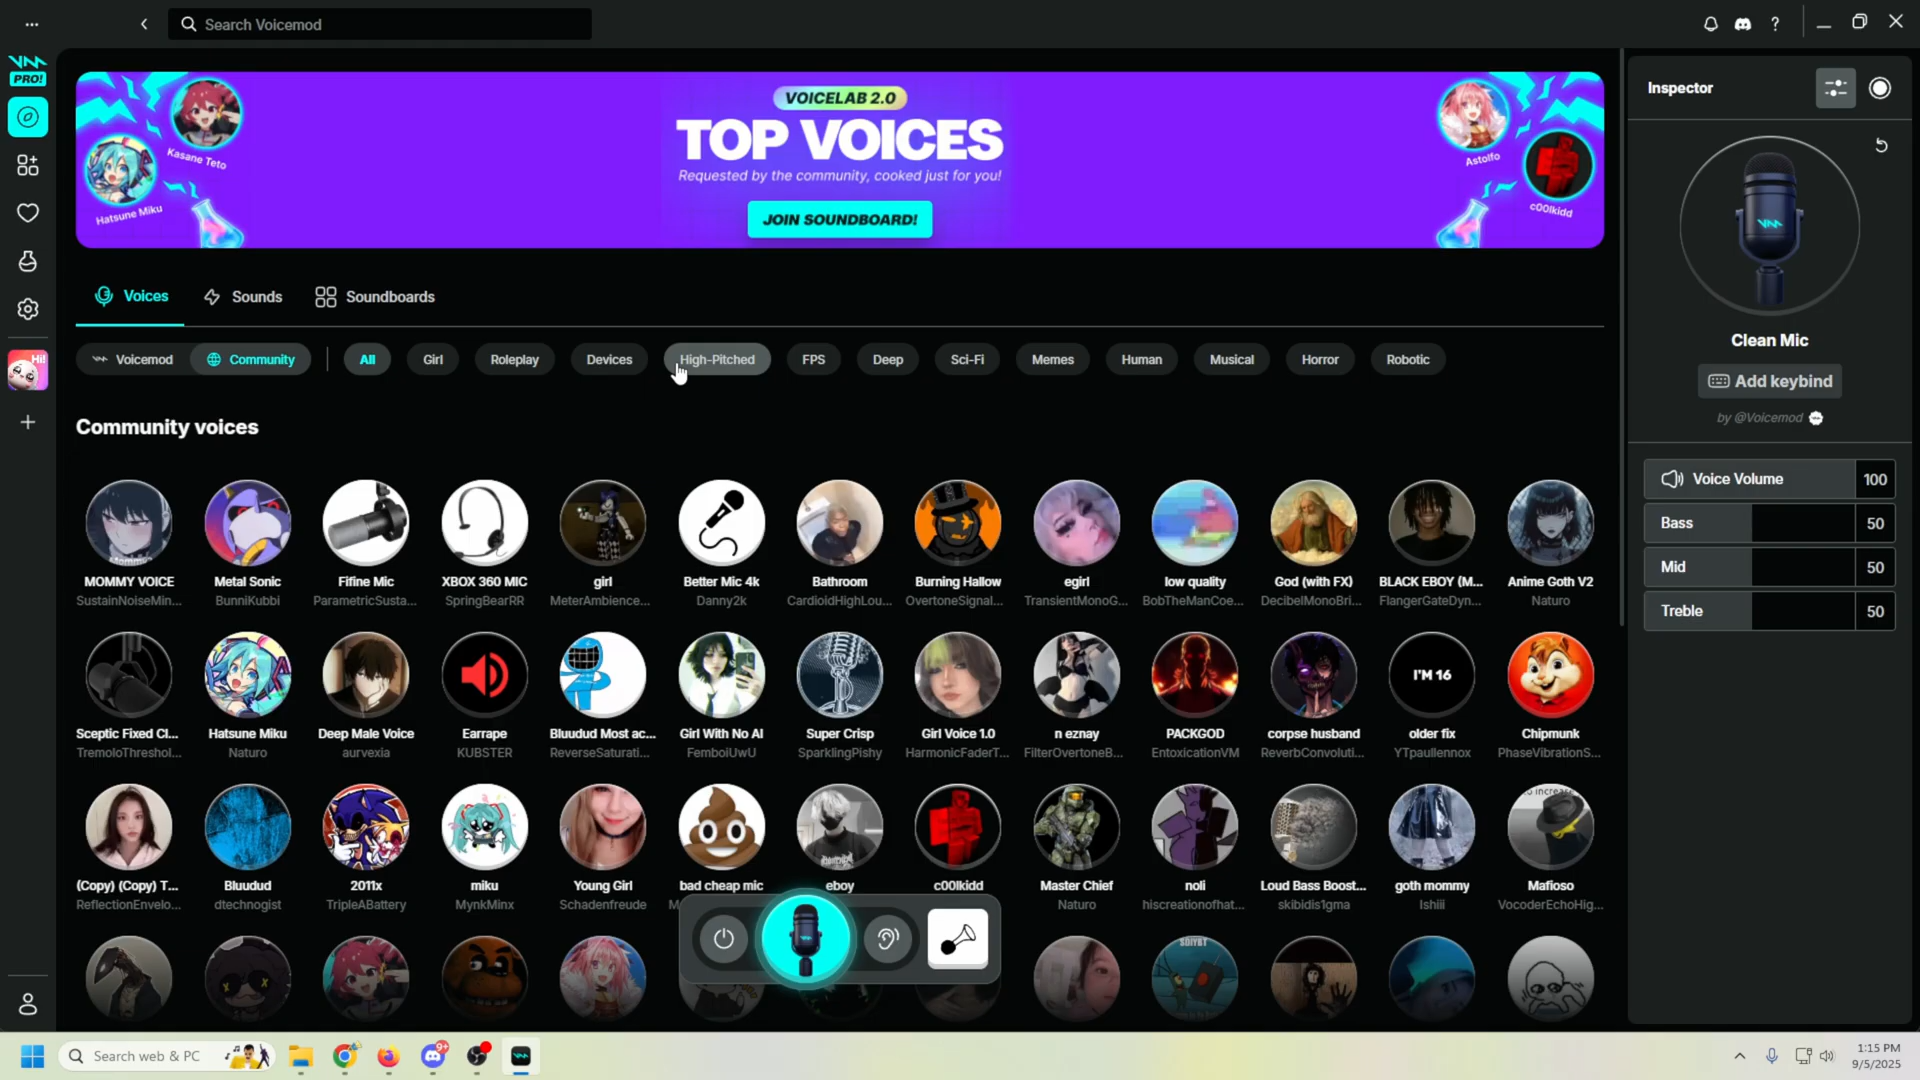 Search Voicemod
PRO!
VOICELAB 2.0
TOP VOICES
Requested by the community, cooked just for you!
JOIN SOUNDBOARD!
Kasane Teto
Hatsune Miku
Astolfo
c00lkidd
Inspector
Clean Mic
Add keybind
by @Voicemod
Voice Volume 100
Bass 50
Mid 50
Treble 50
Hi!
Voices Sounds Soundboards
Voicemod Community All Girl Roleplay Devices High-Pitched FPS Deep Sci-Fi Memes Human Musical Horror Robotic
Community voices
MOMMY VOICE Metal Sonic Fifine Mic XBOX 360 MIC girl Better Mic 4k Bathroom Burning Hallow egirl low quality God (with FX) BLACK EBOY (M... Anime Goth V2
SustainNoiseMin... BunniKubbi ParametricSusta... SpringBearRR MeterAmbience... Danny2k CardioidHighLou... OvertoneSignal... TransientMonoG... BobTheManCoe... DecibelMonoBri... FlangerGateDyn... Naturo
I'M 16
Sceptic Fixed Cl... Hatsune Miku Deep Male Voice Earrape Bluudud Most ac... Girl With No AI Super Crisp Girl Voice 1.0 n eznay PACKGOD corpse husband older fix Chipmunk
TremoloThreshol... Naturo aurvexia KUBSTER ReverseSaturati... FemboiUwU SparklingPishy HarmonicFaderT... FilterOvertoneB... EntoxicationVM ReverbConvoluti... YTpaullennox PhaseVibrationS...
(Copy) (Copy) T... Bluudud 2011x miku Young Girl bad cheap mic eboy c00lkidd Master Chief noli Loud Bass Boost... goth mommy Mafioso
ReflectionEnvelo... dtechnogist TripleABattery MynkMinx Schadenfreude Naturo hiscreationofhat... skibidis1gma Ishiii VocoderEchoHig...
Search web & PC
9+
1:15 PM
9/5/2025